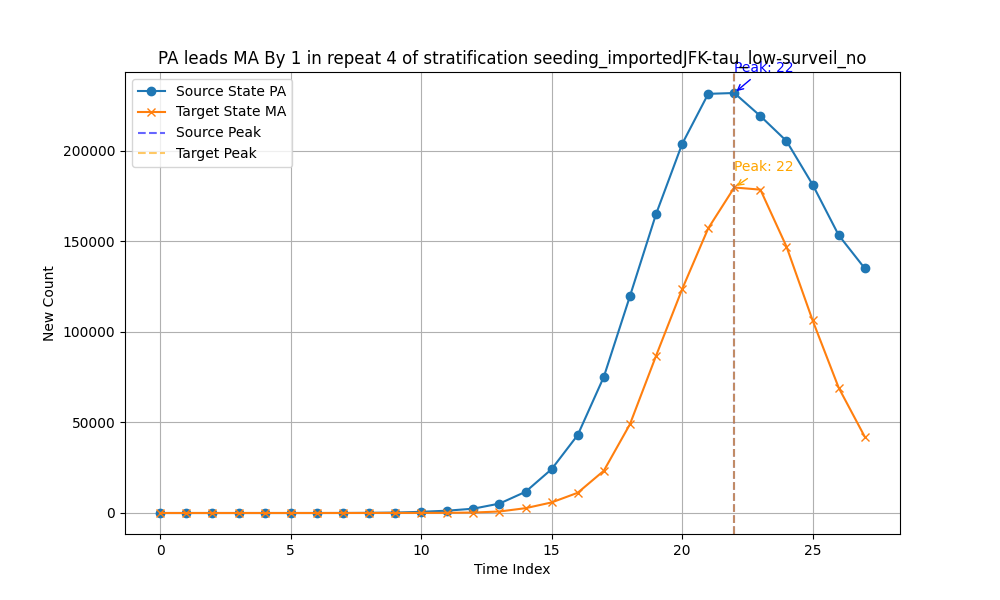 PA leads MA By 1 in repeat 4 of stratification seeding_importedJFK-tau_low-surveil_no
Peak: 22
Source State PA
Target State MA
Source Peak
Target Peak
Peak: 22
200000
150000
100000
50000
0
New Count
0 5 10 15 20 25
Time Index